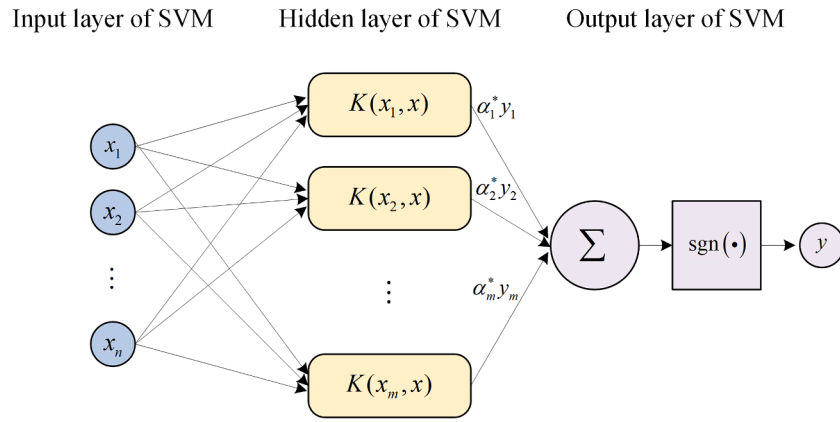 Input layer of SVM
Hidden layer of SVM
Output layer of SVM
x₁
x₂
⋮
xₙ
K(x₁, x)
K(x₂, x)
⋮
K(xₘ, x)
α₁*y₁
α₂*y₂
αₘ*yₘ
Σ
sgn(•)
y